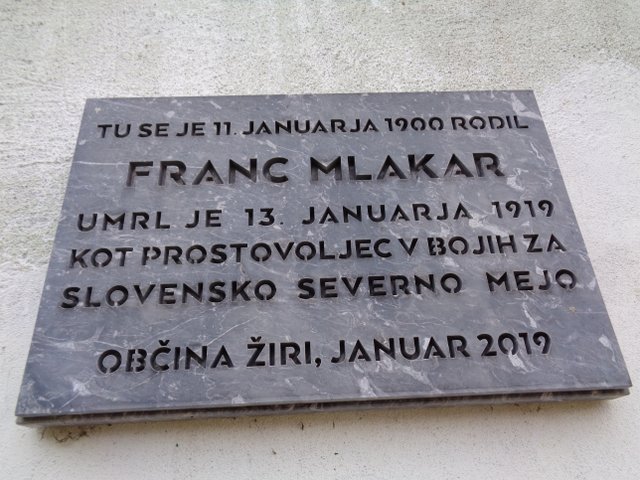 TU SE JE 11. JANUARJA 1900 RODIL
FRANC MLAKAR
UMRL JE 13. JANUARJA 1919
KOT PROSTOVOLJEC V BOJIH ZA
SLOVENSKO SEVERNO MEJO
OBČINA ŽIRI, JANUAR 2019